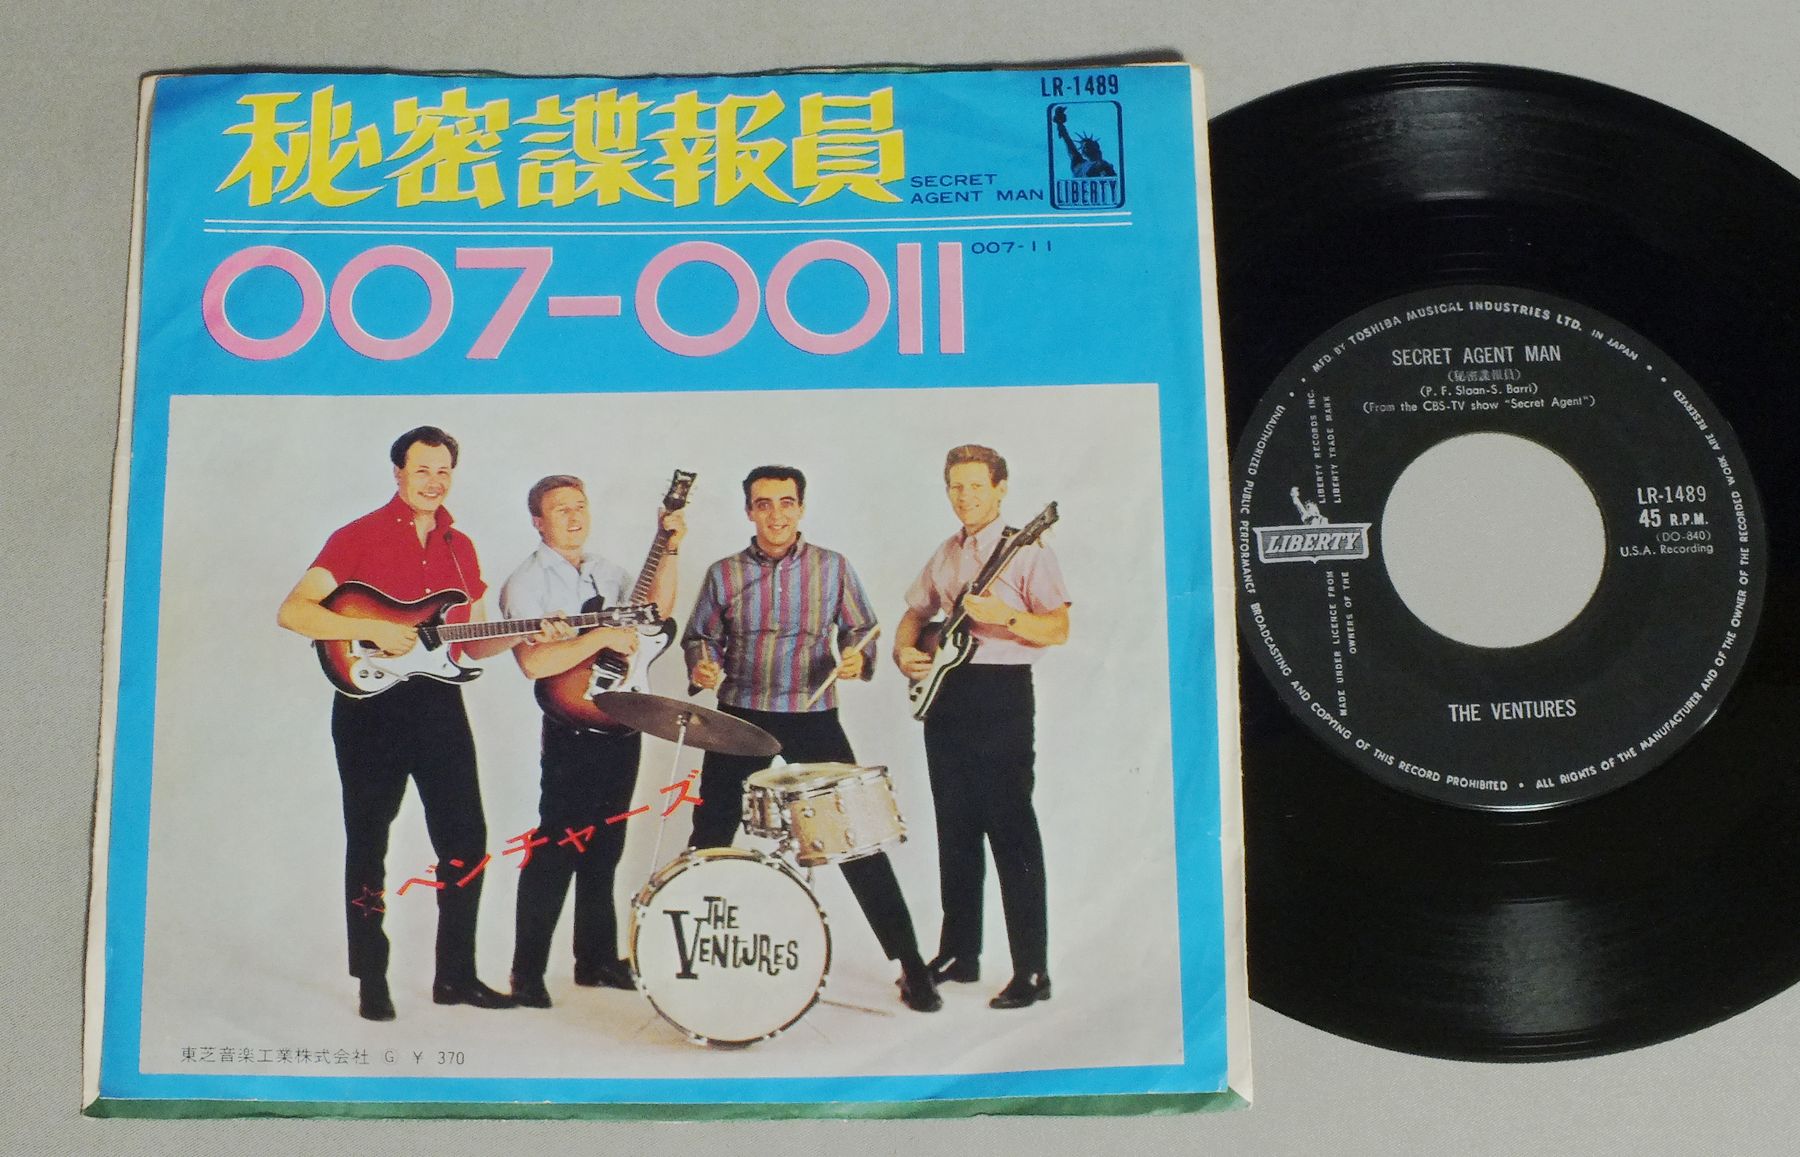 秘密諜報員
SECRET
AGENT MAN
LR-1489
LIBERTY
007-0011
007-11
☆ベンチャーズ
THE
VENTURES
東芝音楽工業株式会社 Ⓖ ¥ 370
MFD. BY TOSHIBA MUSICAL INDUSTRIES LTD. IN JAPAN • • ALL RIGHTS OF THE MANUFACTURER AND OF THE OWNER OF THE RECORDED WORK ARE RESERVED
UNAUTHORIZED PUBLIC PERFORMANCE BROADCASTING AND COPYING OF THIS RECORD PROHIBITED •
SECRET AGENT MAN
(秘密諜報員)
(P. F. Sloan-S. Barri)
(From the CBS-TV show "Secret Agent")
LIBERTY RECORDS INC.
LIBERTY TRADE MARK
LIBERTY
MADE UNDER LICENCE FROM
OWNERS OF THE
LR-1489
45 R.P.M.
(DO-840)
U.S.A. Recording
THE VENTURES